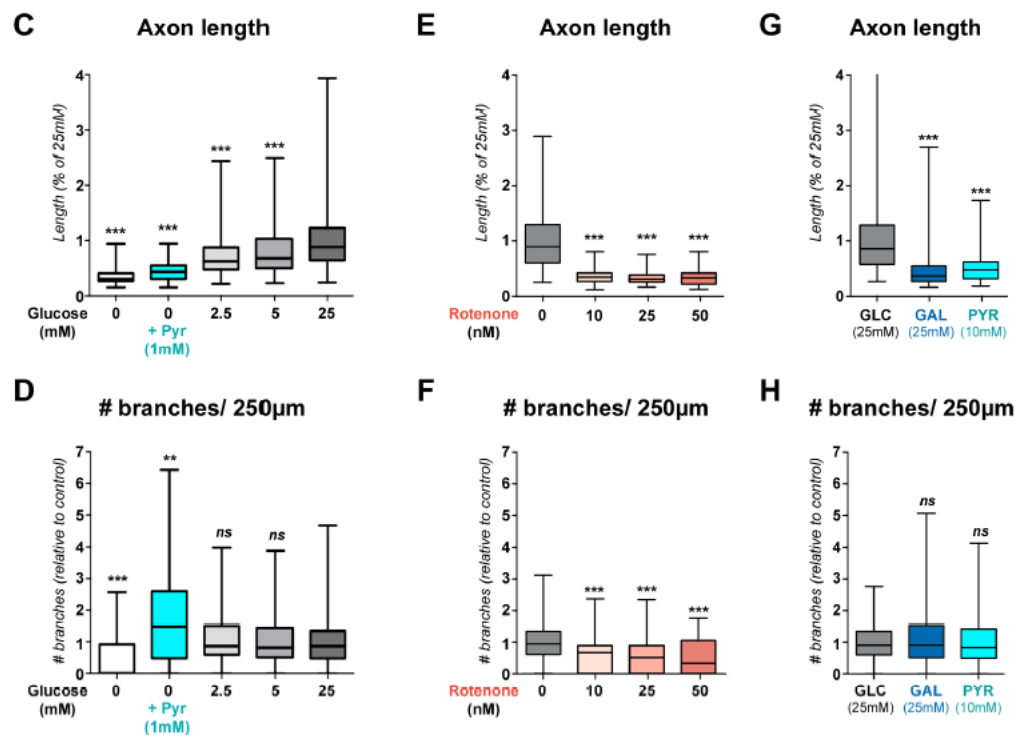 C Axon length
Length (% of 25mM)
4
3
2
1
0
*** *** *** ***
Glucose 0 0 2.5 5 25
(mM) + Pyr
(1mM)
E Axon length
Length (% of 25mM)
4
3
2
1
0
*** *** ***
Rotenone 0 10 25 50
(nM)
G Axon length
Length (% of 25mM)
4
3
2
1
0
*** ***
GLC GAL PYR
(25mM) (25mM) (10mM)
D # branches/ 250µm
# branches (relative to control)
7
6
5
4
3
2
1
0
*** ** ns ns
Glucose 0 0 2.5 5 25
(mM) + Pyr
(1mM)
F # branches/ 250µm
# branches (relative to control)
7
6
5
4
3
2
1
0
*** *** ***
Rotenone 0 10 25 50
(nM)
H # branches/ 250µm
# branches (relative to control)
7
6
5
4
3
2
1
0
ns ns
GLC GAL PYR
(25mM) (25mM) (10mM)